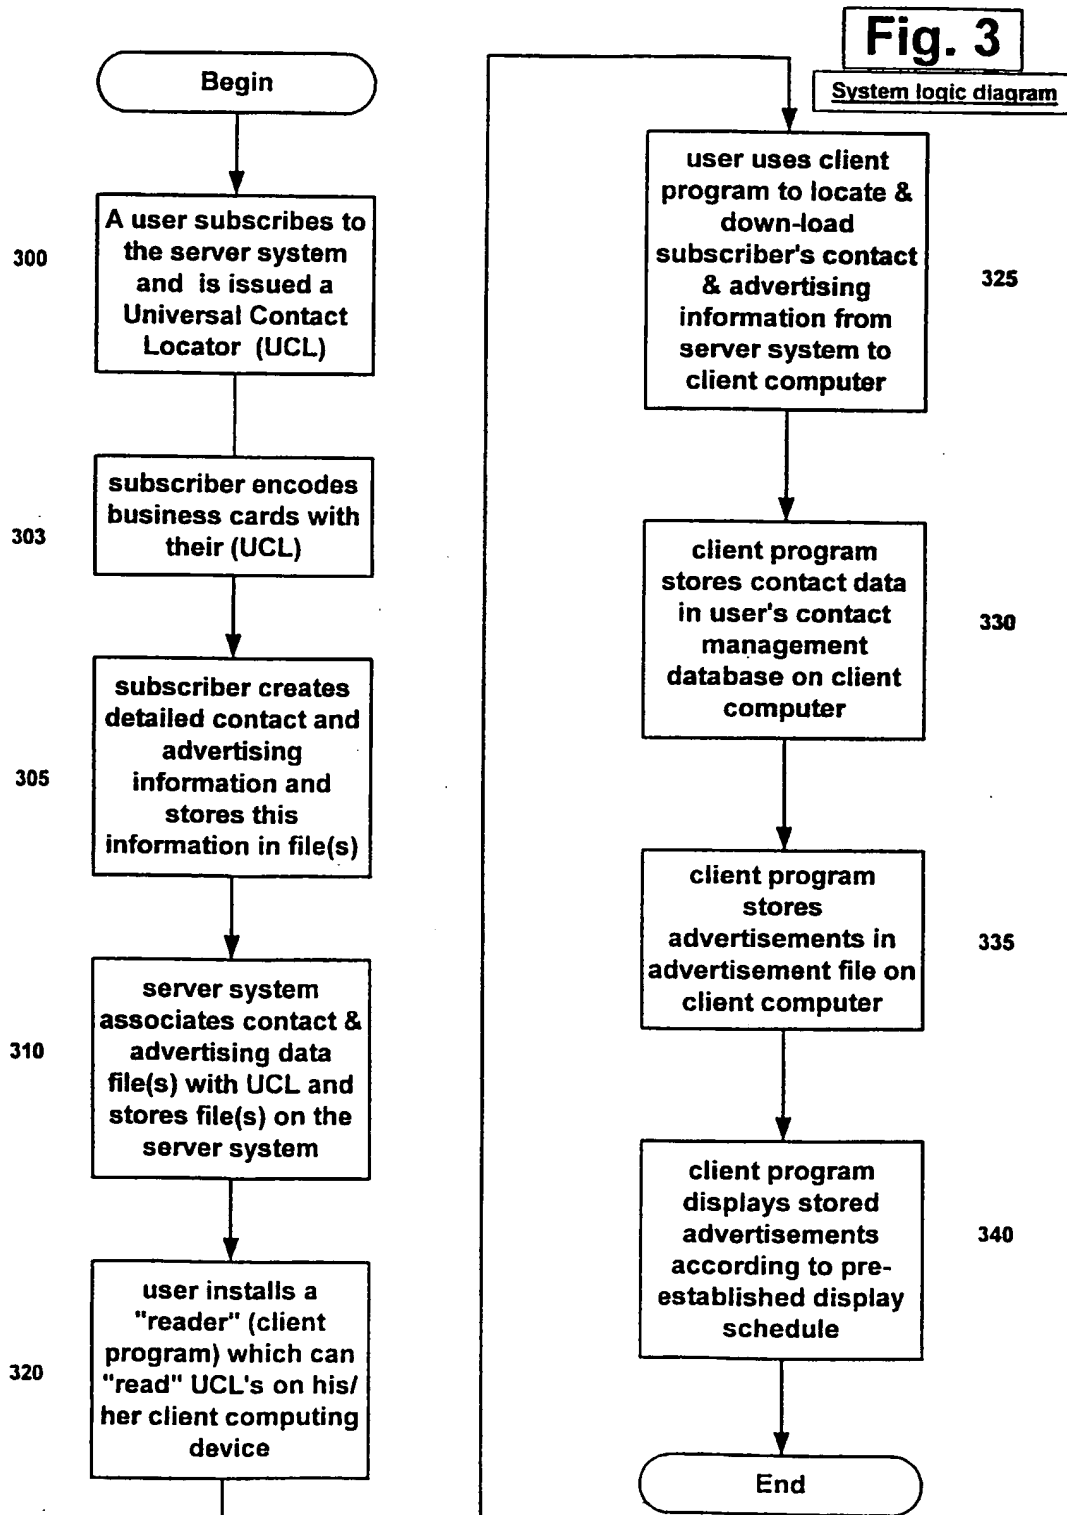 Fig. 3
System logic diagram
Begin
300
A user subscribes to
the server system
and is issued a
Universal Contact
Locator (UCL)
303
subscriber encodes
business cards with
their (UCL)
305
subscriber creates
detailed contact and
advertising
information and
stores this
information in file(s)
310
server system
associates contact &
advertising data
file(s) with UCL and
stores file(s) on the
server system
320
user installs a
"reader" (client
program) which can
"read" UCL's on his/
her client computing
device
user uses client
program to locate &
down-load
subscriber's contact
& advertising
information from
server system to
client computer
325
client program
stores contact data
in user's contact
management
database on client
computer
330
client program
stores
advertisements in
advertisement file on
client computer
335
client program
displays stored
advertisements
according to pre-
established display
schedule
340
End